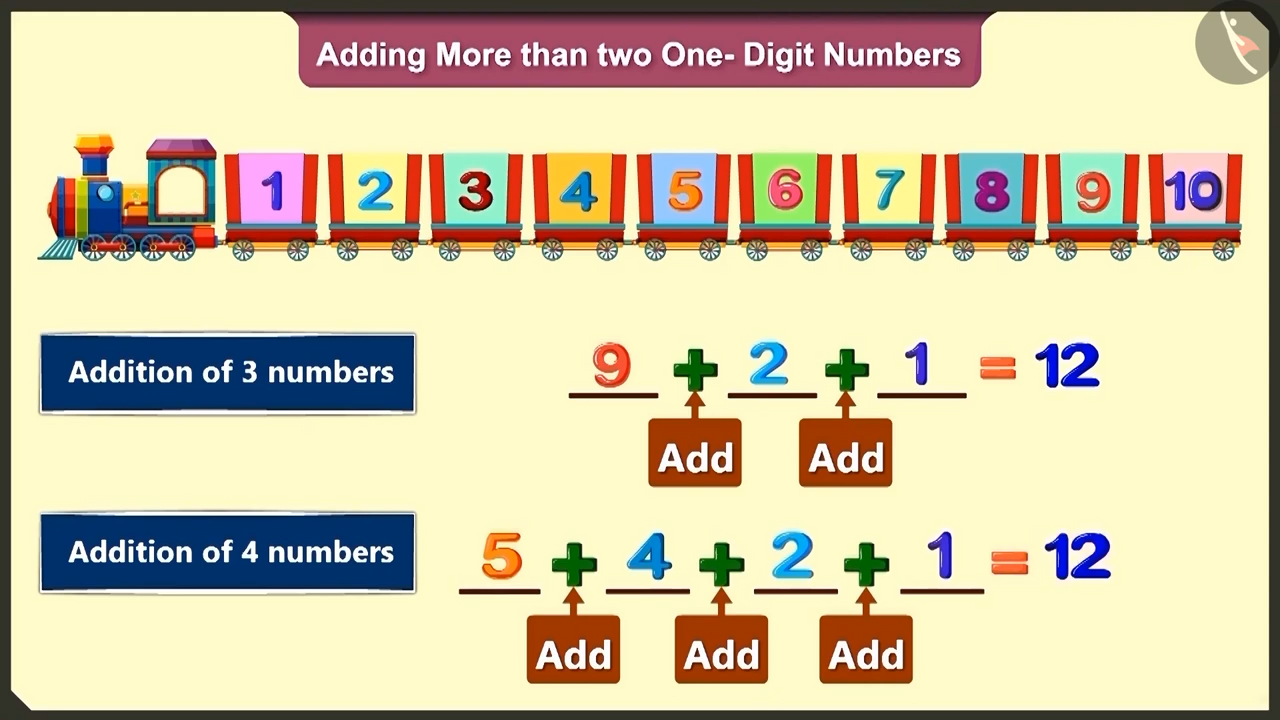 Adding More than two One- Digit Numbers
1 2 3 4 5 6 7 8 9 10
Addition of 3 numbers
9 + 2 + 1 = 12
Add Add
Addition of 4 numbers
5 + 4 + 2 + 1 = 12
Add Add Add